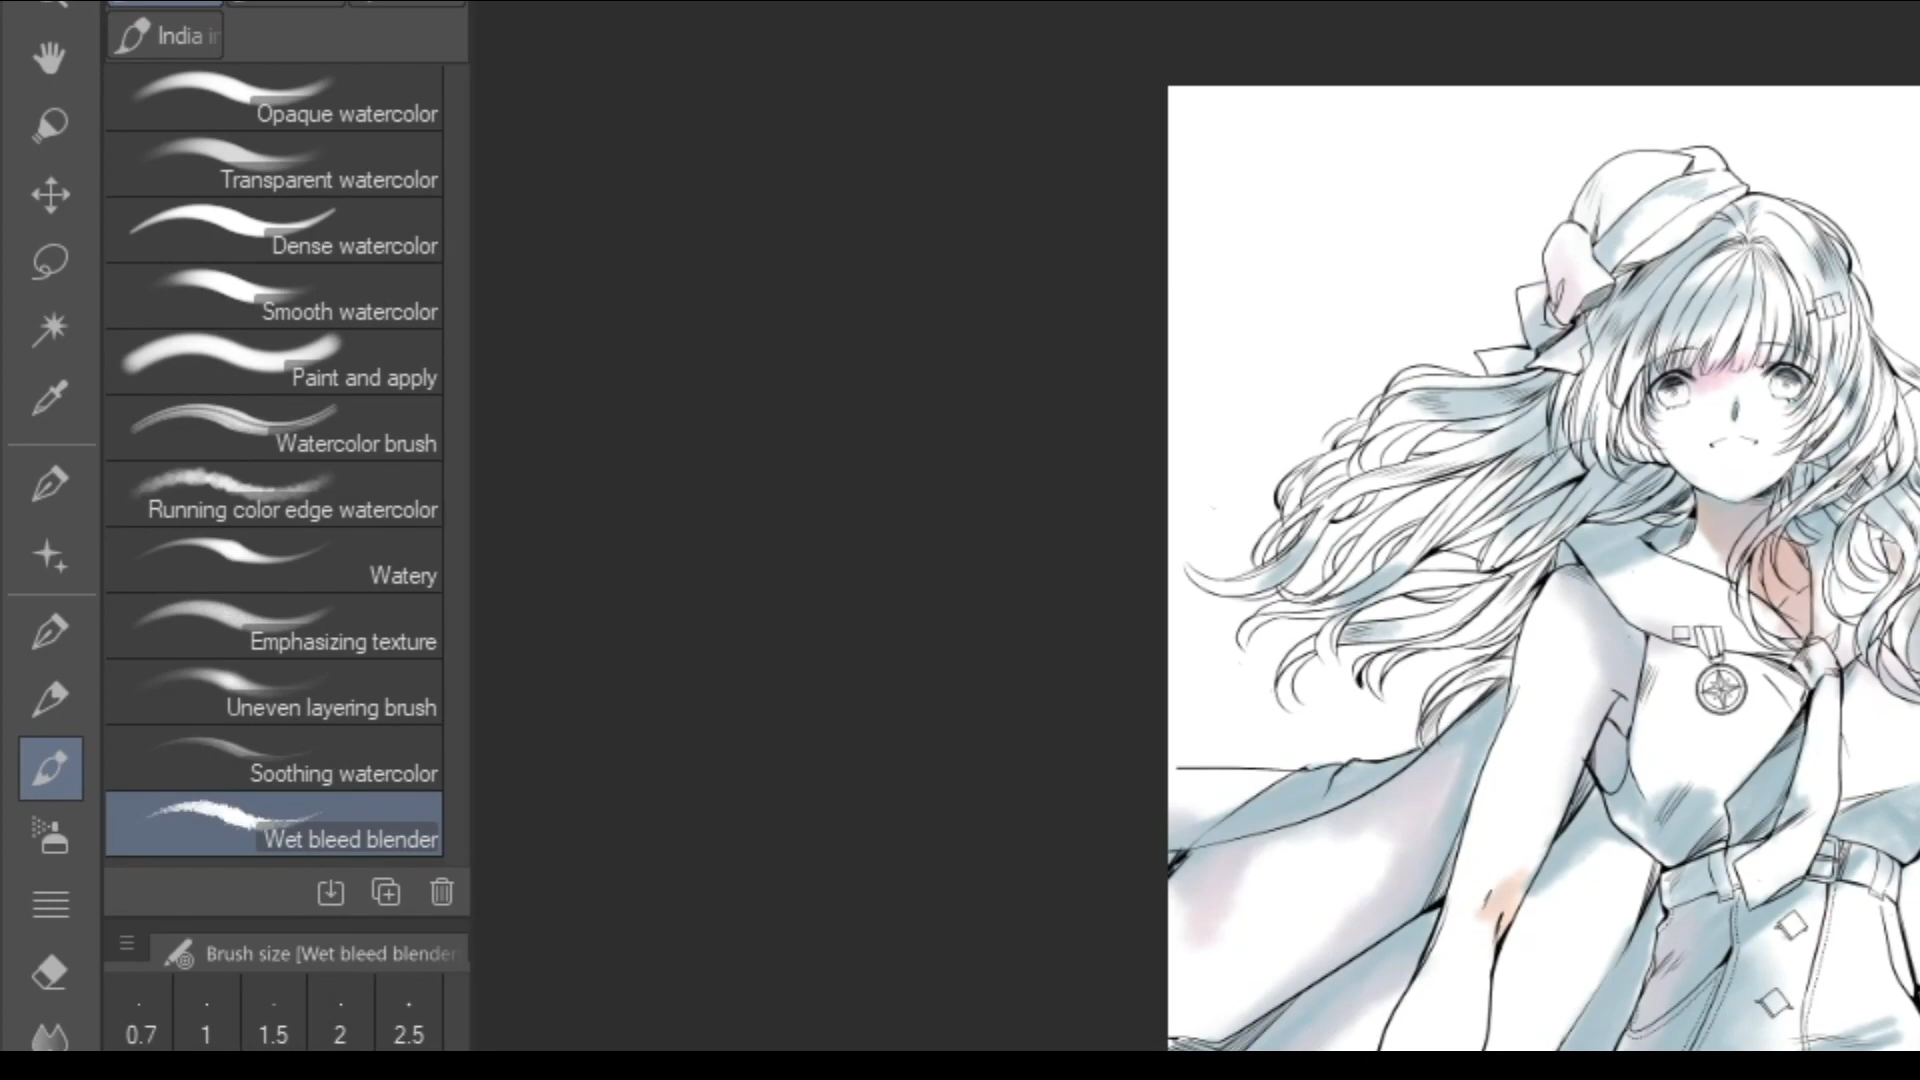 India
Opaque watercolor
Transparent watercolor
Dense watercolor
Smooth watercolor
Paint and apply
Watercolor brush
Running color edge watercolor
Watery
Emphasizing texture
Uneven layering brush
Soothing watercolor
Wet bleed blender
Brush size [Wet bleed blender
0.7 1 1.5 2 2.5